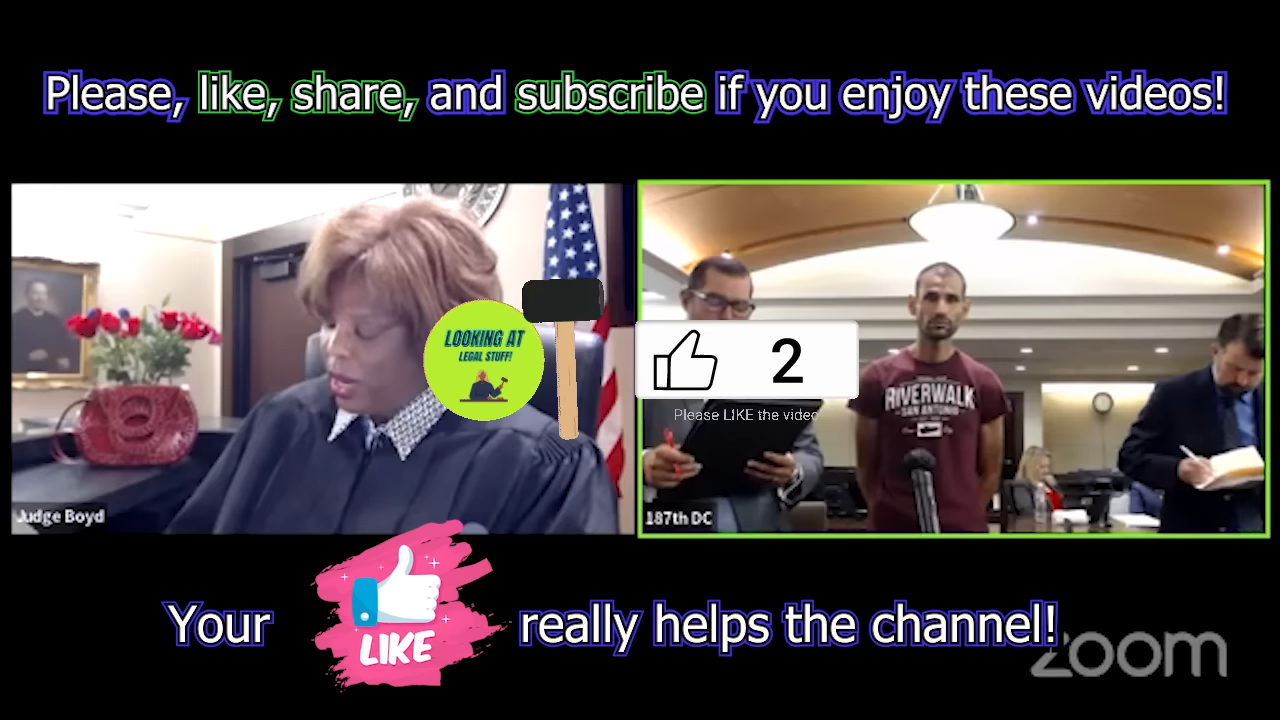 Please, like, share, and subscribe if you enjoy these videos!
LOOKING AT
LEGAL STUFF!
2
Please LIKE the video
RIVERWALK
SAN ANTONIO
Judge Boyd
187th DC
Your LIKE really helps the channel!
zoom